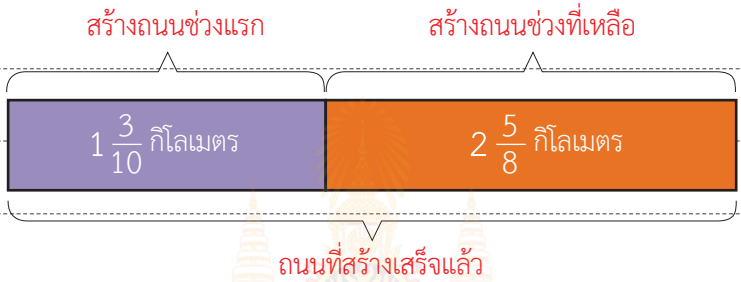 สร้างถนนช่วงแรก สร้างถนนช่วงที่เหลือ
1 3/10 กิโลเมตร 2 5/8 กิโลเมตร
ถนนที่สร้างเสร็จแล้ว